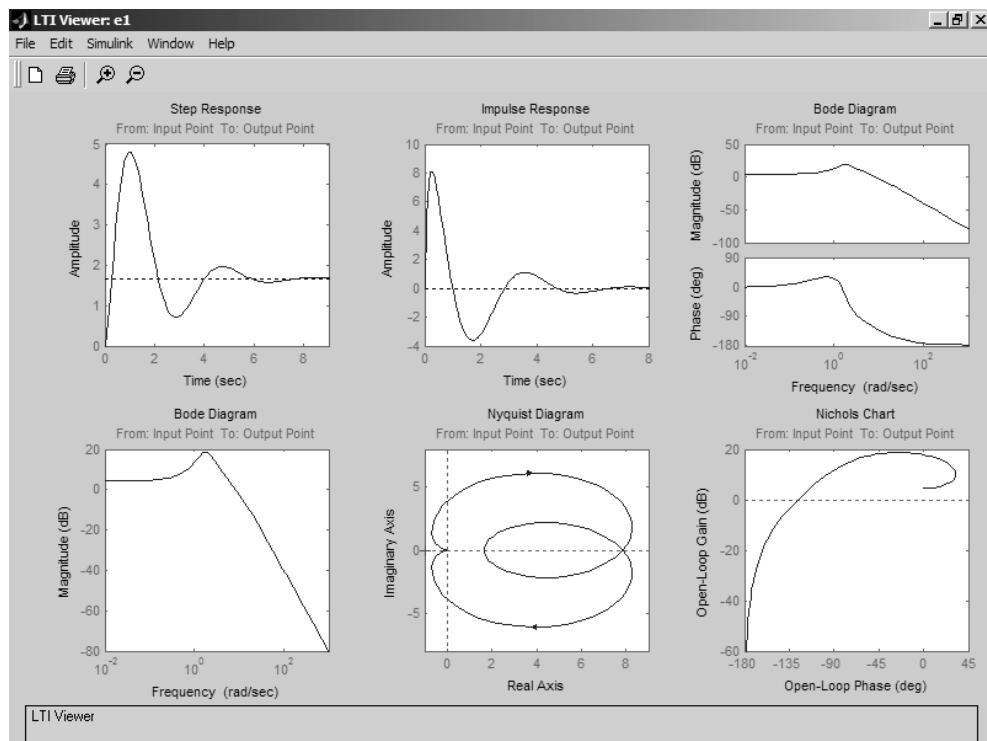 LTI Viewer: e1
File Edit Simulink Window Help
Step Response
From: Input Point To: Output Point
5
4
3
2
1
0
Amplitude
0 2 4 6 8
Time (sec)
Impulse Response
From: Input Point To: Output Point
10
8
6
4
2
0
-2
-4
Amplitude
0 2 4 6 8
Time (sec)
Bode Diagram
From: Input Point To: Output Point
50
0
-50
-100
Magnitude (dB)
90
0
-90
-180
Phase (deg)
10^-2 10^0 10^2
Frequency (rad/sec)
Bode Diagram
From: Input Point To: Output Point
20
0
-20
-40
-60
-80
Magnitude (dB)
10^-2 10^0 10^2
Frequency (rad/sec)
Nyquist Diagram
From: Input Point To: Output Point
5
0
-5
Imaginary Axis
0 2 4 6 8
Real Axis
Nichols Chart
From: Input Point To: Output Point
20
0
-20
-40
-60
Open-Loop Gain (dB)
-180 -135 -90 -45 0 45
Open-Loop Phase (deg)
LTI Viewer